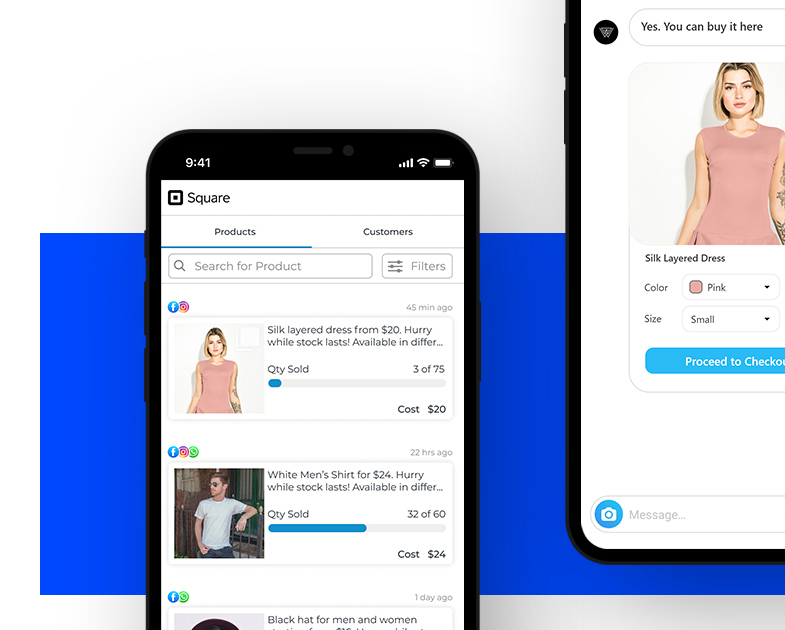 Yes. You can buy it here
9:41
Square
Products
Customers
Search for Product
Filters
45 min ago
Silk layered dress from $20. Hurry
while stock lasts! Available in differ...
Qty Sold
3 of 75
Cost $20
22 hrs ago
White Men's Shirt for $24. Hurry
while stock lasts! Available in differ...
Qty Sold
32 of 60
Cost $24
1 day ago
Black hat for men and women
Silk Layered Dress
Color
Pink
Size
Small
Proceed to Checkou
Message...